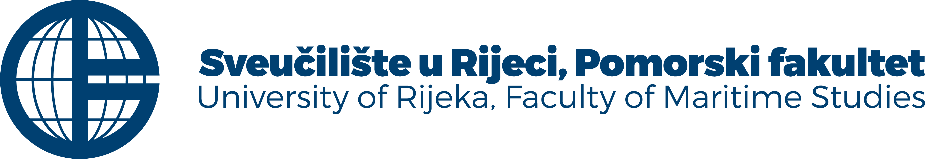 Sveučilište u Rijeci, Pomorski fakultet
University of Rijeka, Faculty of Maritime Studies